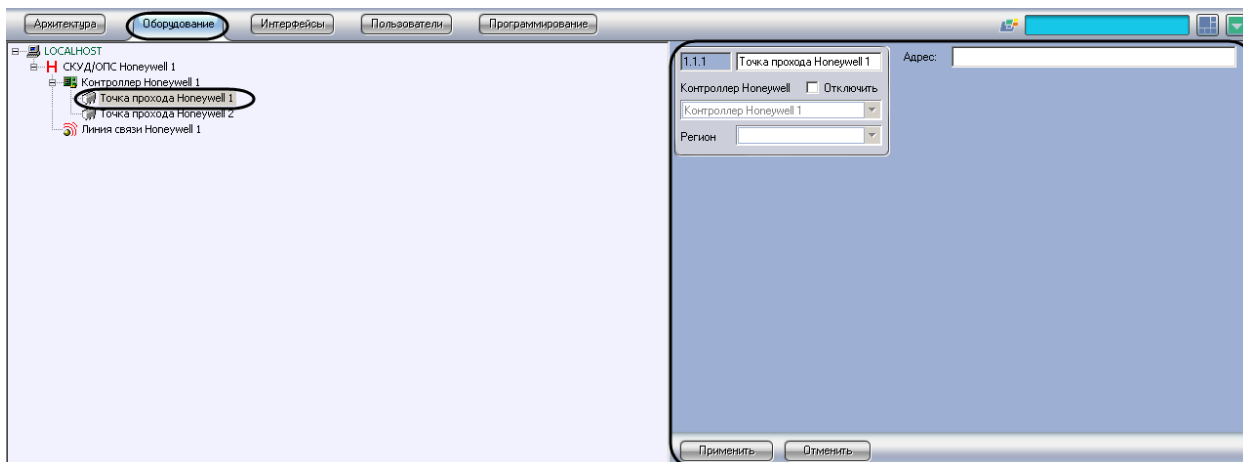 Архитектура Оборудование Интерфейсы Пользователи Программирование
LOCALHOST
СКУД/ОПС Honeywell 1
Контроллер Honeywell 1
Точка прохода Honeywell 1
Точка прохода Honeywell 2
Линия связи Honeywell 1
1.1.1 Точка прохода Honeywell 1 Адрес:
Контроллер Honeywell Отключить
Контроллер Honeywell 1
Регион
Применить Отменить